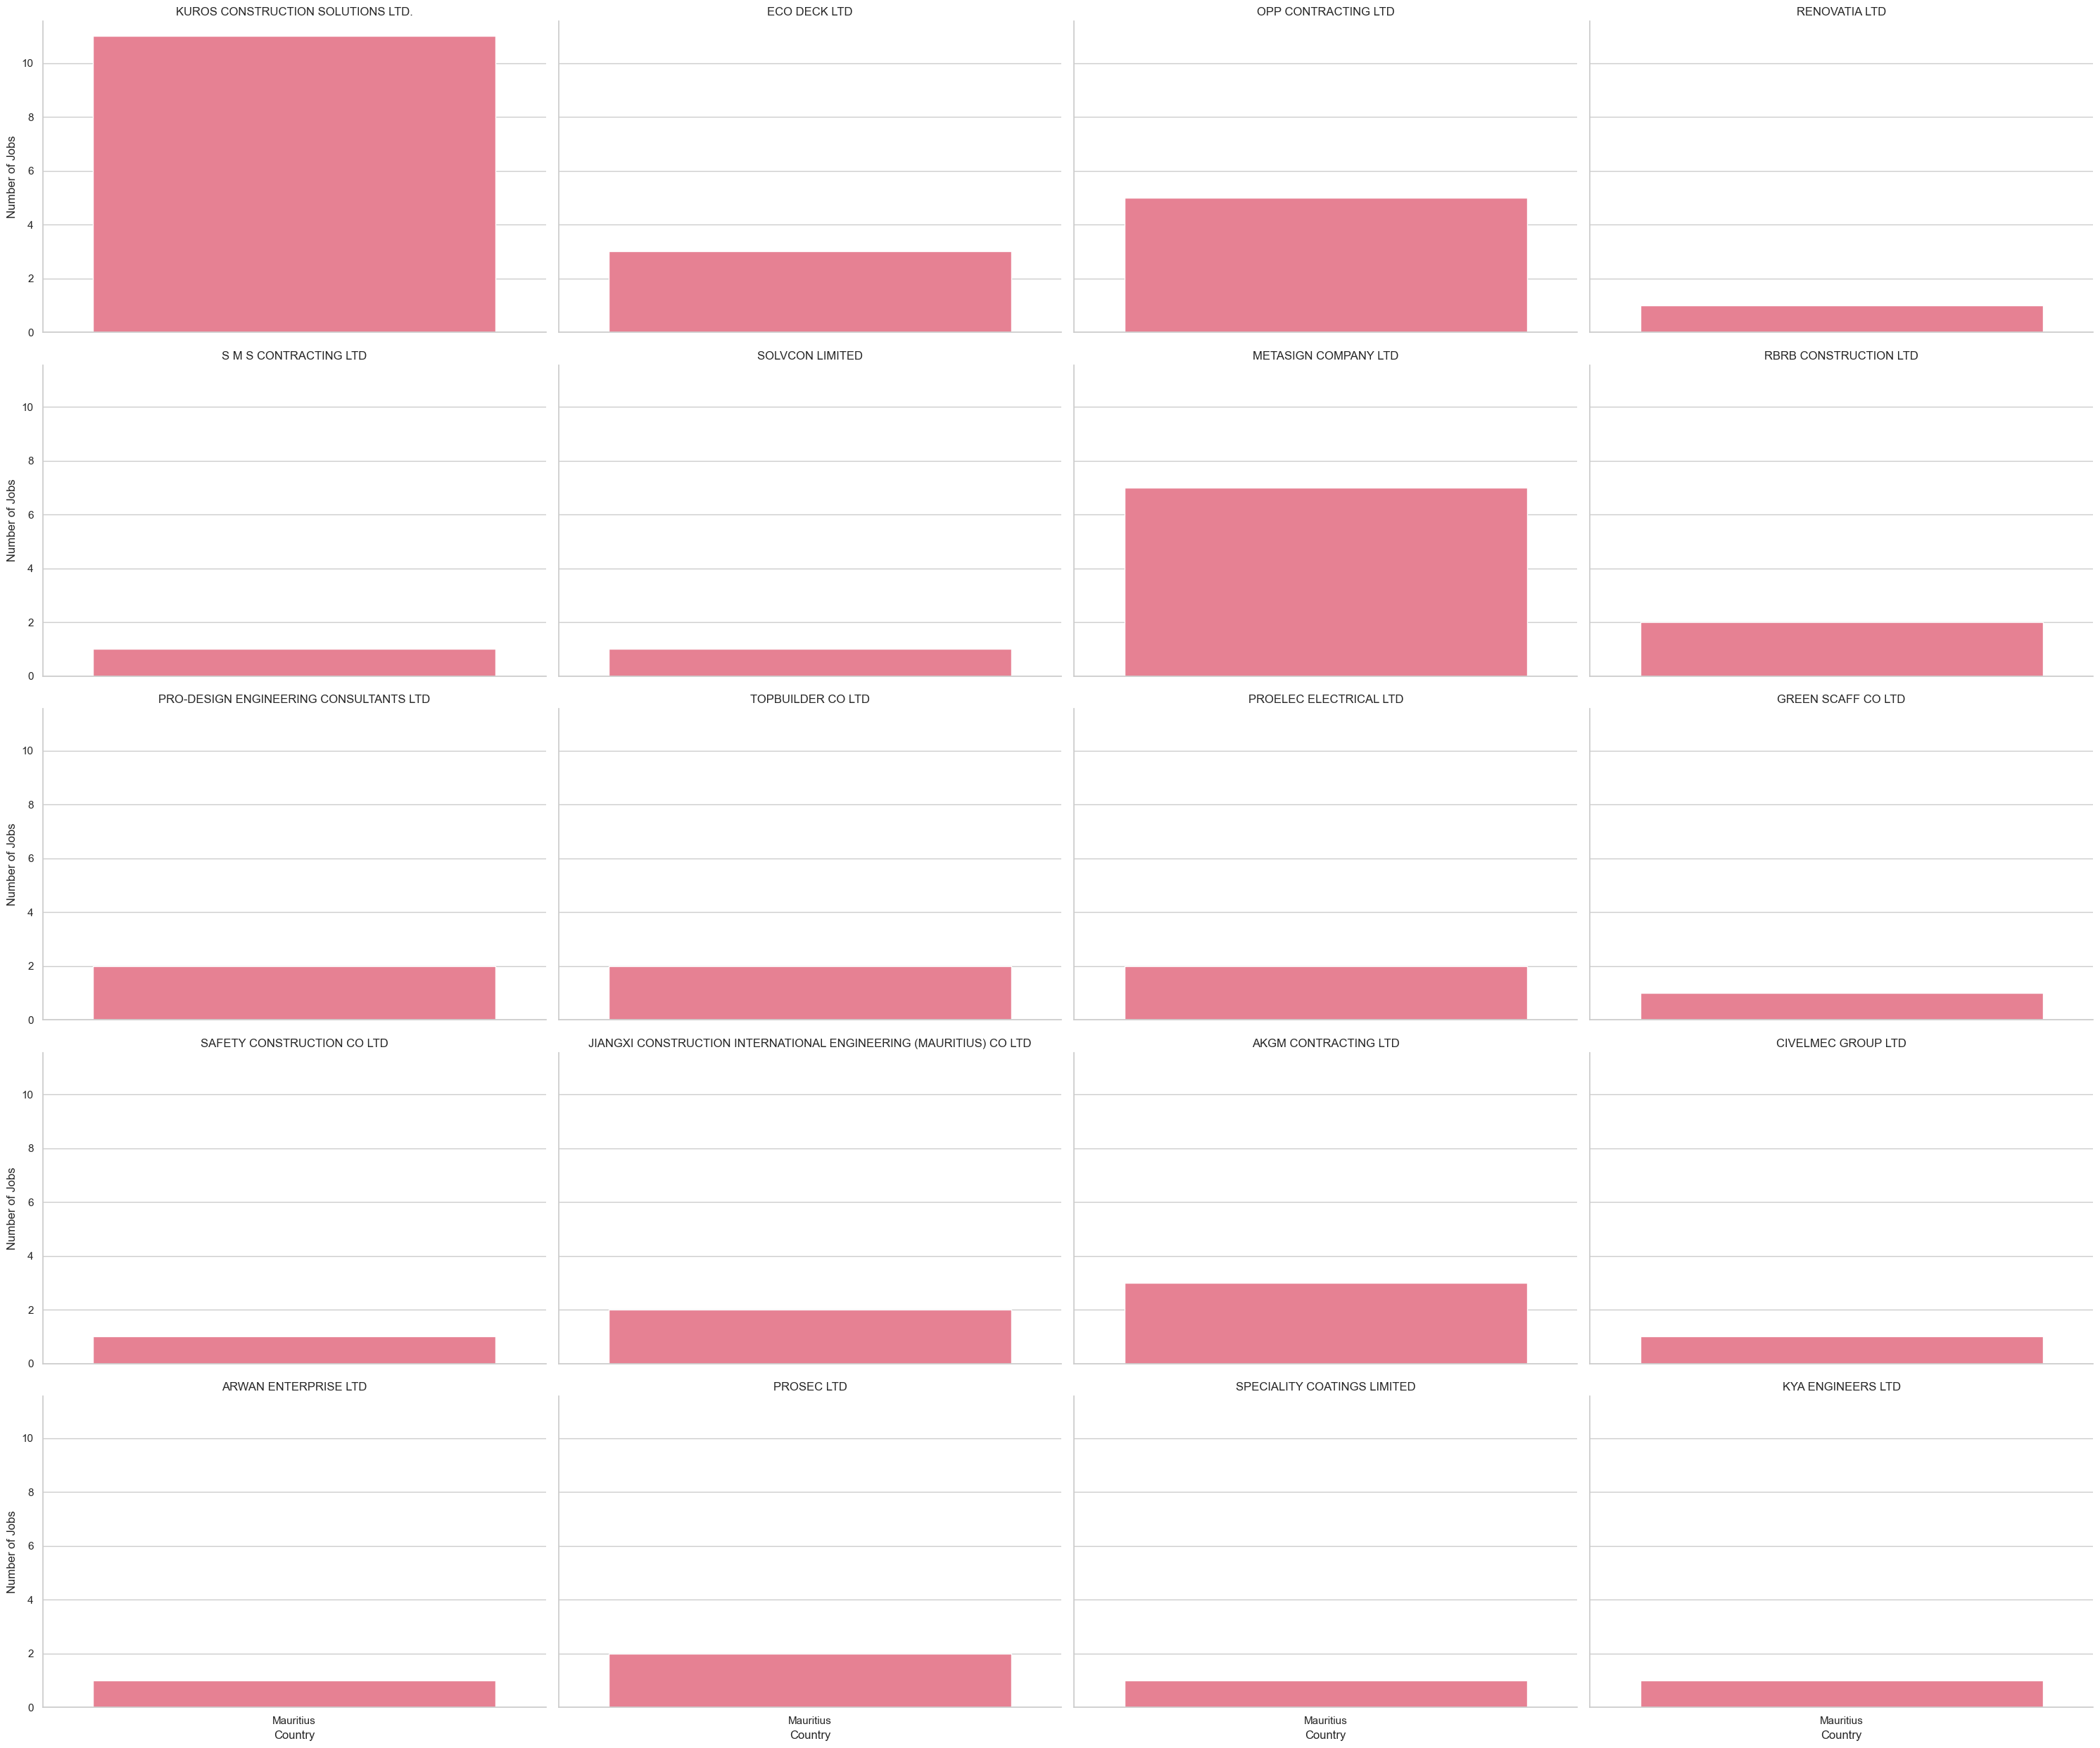 KUROS CONSTRUCTION SOLUTIONS LTD.
ECO DECK LTD
OPP CONTRACTING LTD
RENOVATIA LTD
Number of Jobs
10
8
6
4
2
0
S M S CONTRACTING LTD
SOLVCON LIMITED
METASIGN COMPANY LTD
RBRB CONSTRUCTION LTD
Number of Jobs
10
8
6
4
2
0
PRO-DESIGN ENGINEERING CONSULTANTS LTD
TOPBUILDER CO LTD
PROELEC ELECTRICAL LTD
GREEN SCAFF CO LTD
Number of Jobs
10
8
6
4
2
0
SAFETY CONSTRUCTION CO LTD
JIANGXI CONSTRUCTION INTERNATIONAL ENGINEERING (MAURITIUS) CO LTD
AKGM CONTRACTING LTD
CIVELMEC GROUP LTD
Number of Jobs
10
8
6
4
2
0
ARWAN ENTERPRISE LTD
PROSEC LTD
SPECIALITY COATINGS LIMITED
KYA ENGINEERS LTD
Number of Jobs
10
8
6
4
2
0
Mauritius
Mauritius
Mauritius
Mauritius
Country
Country
Country
Country